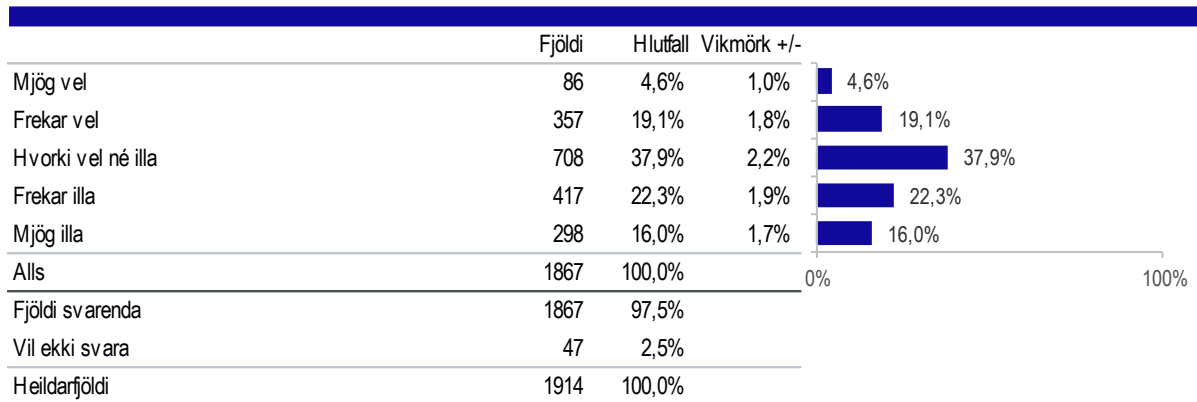 Fjöldi Hlutfall Vikmörk +/-
Mjög vel 86 4,6% 1,0% 4,6%
Frekar vel 357 19,1% 1,8% 19,1%
Hvorki vel né illa 708 37,9% 2,2% 37,9%
Frekar illa 417 22,3% 1,9% 22,3%
Mjög illa 298 16,0% 1,7% 16,0%
Alls 1867 100,0% 0% 100%
Fjöldi svarenda 1867 97,5%
Vil ekki svara 47 2,5%
Heildarfjöldi 1914 100,0%